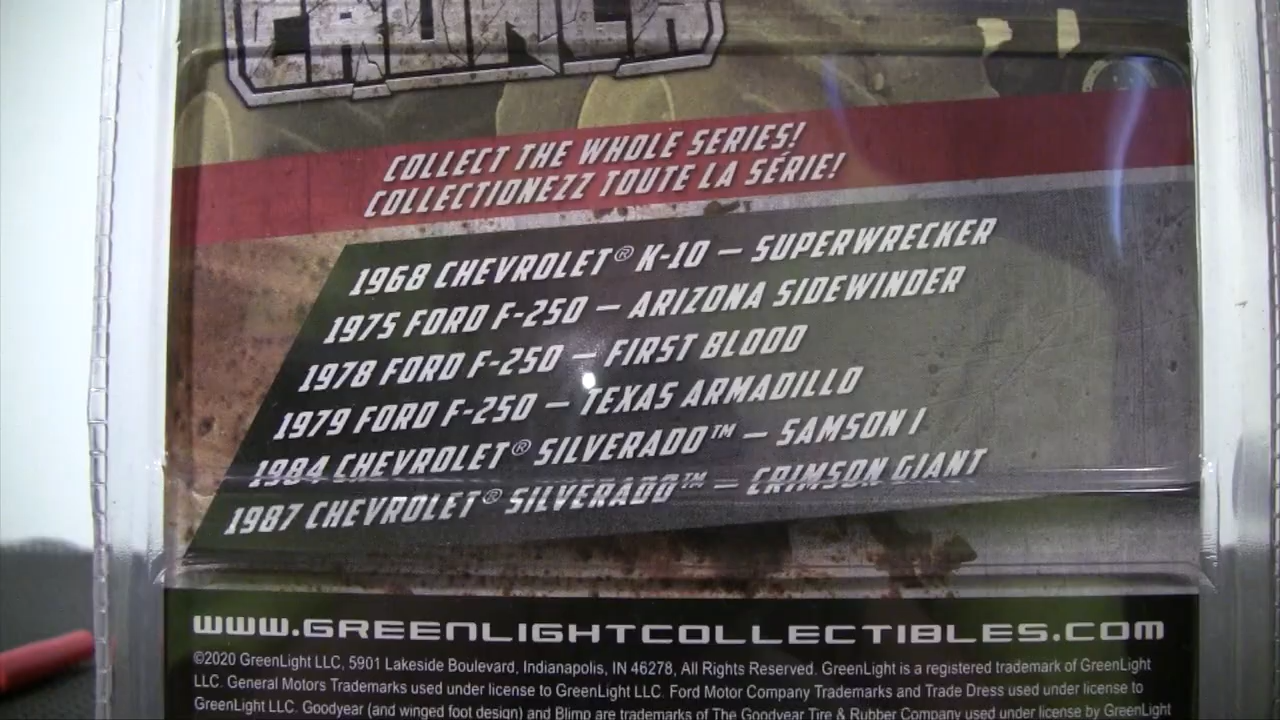 CRUNCH
COLLECT THE WHOLE SERIES!
COLLECTIONEZZ TOUTE LA SÉRIE!
1968 CHEVROLET® K-10 – SUPERWRECKER
1975 FORD F-250 – ARIZONA SIDEWINDER
1978 FORD F-250 – FIRST BLOOD
1979 FORD F-250 – TEXAS ARMADILLO
1984 CHEVROLET® SILVERADO™ – SAMSON I
1987 CHEVROLET® SILVERADO™ – CRIMSON GIANT
WWW.GREENLIGHTCOLLECTIBLES.COM
©2020 GreenLight LLC, 5901 Lakeside Boulevard, Indianapolis, IN 46278, All Rights Reserved. GreenLight is a registered trademark of GreenLight
LLC. General Motors Trademarks used under license to GreenLight LLC. Ford Motor Company Trademarks and Trade Dress used under license to
GreenLight LLC. Goodyear (and winged foot design) and Blimp are trademarks of The Goodyear Tire & Rubber Company used under license by GreenLight